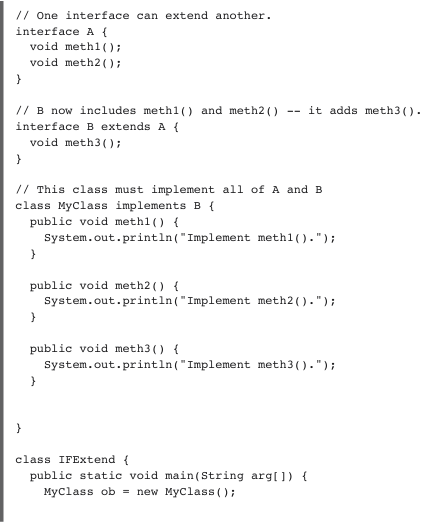 // One interface can extend another.
interface A {
  void meth1();
  void meth2();
}

// B now includes meth1() and meth2() -- it adds meth3().
interface B extends A {
  void meth3();
}

// This class must implement all of A and B
class MyClass implements B {
  public void meth1() {
    System.out.println("Implement meth1().");
  }

  public void meth2() {
    System.out.println("Implement meth2().");
  }

  public void meth3() {
    System.out.println("Implement meth3().");
  }


}

class IFExtend {
  public static void main(String arg[]) {
    MyClass ob = new MyClass();